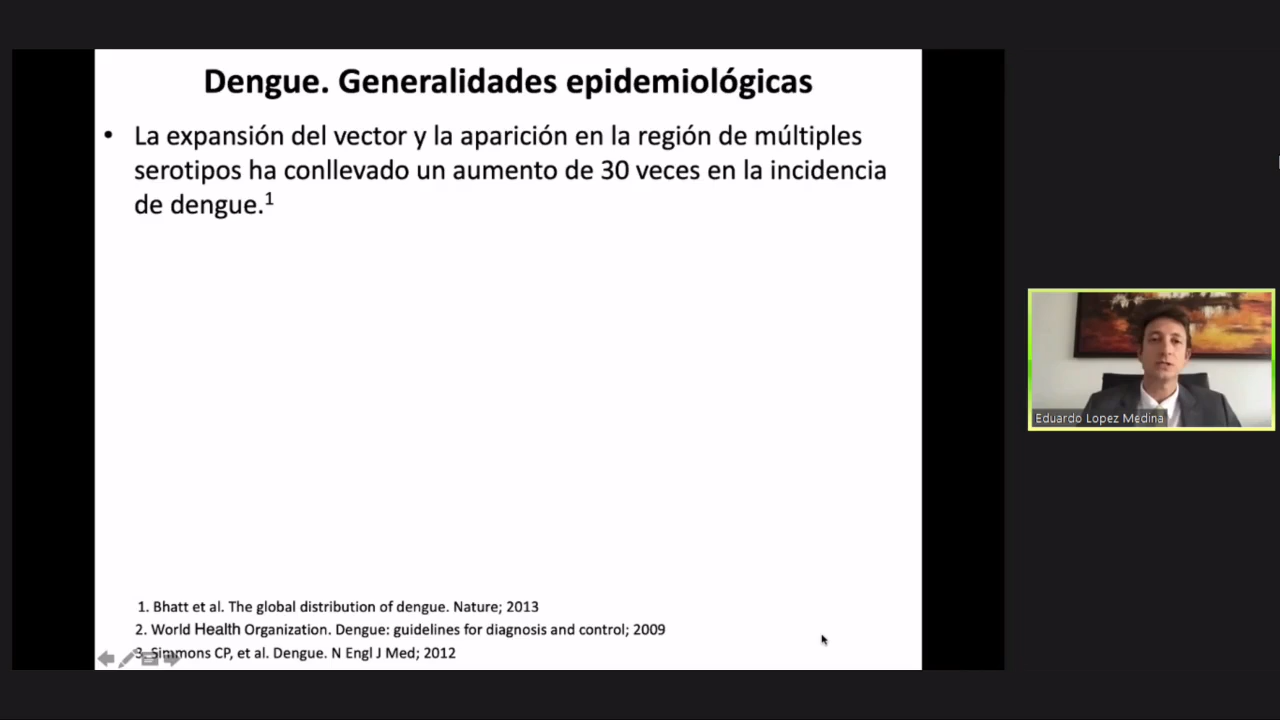 Dengue. Generalidades epidemiológicas
• La expansión del vector y la aparición en la región de múltiples
serotipos ha conllevado un aumento de 30 veces en la incidencia
de dengue.¹
1. Bhatt et al. The global distribution of dengue. Nature; 2013
2. World Health Organization. Dengue: guidelines for diagnosis and control; 2009
3. Simmons CP, et al. Dengue. N Engl J Med; 2012
Eduardo Lopez Medina